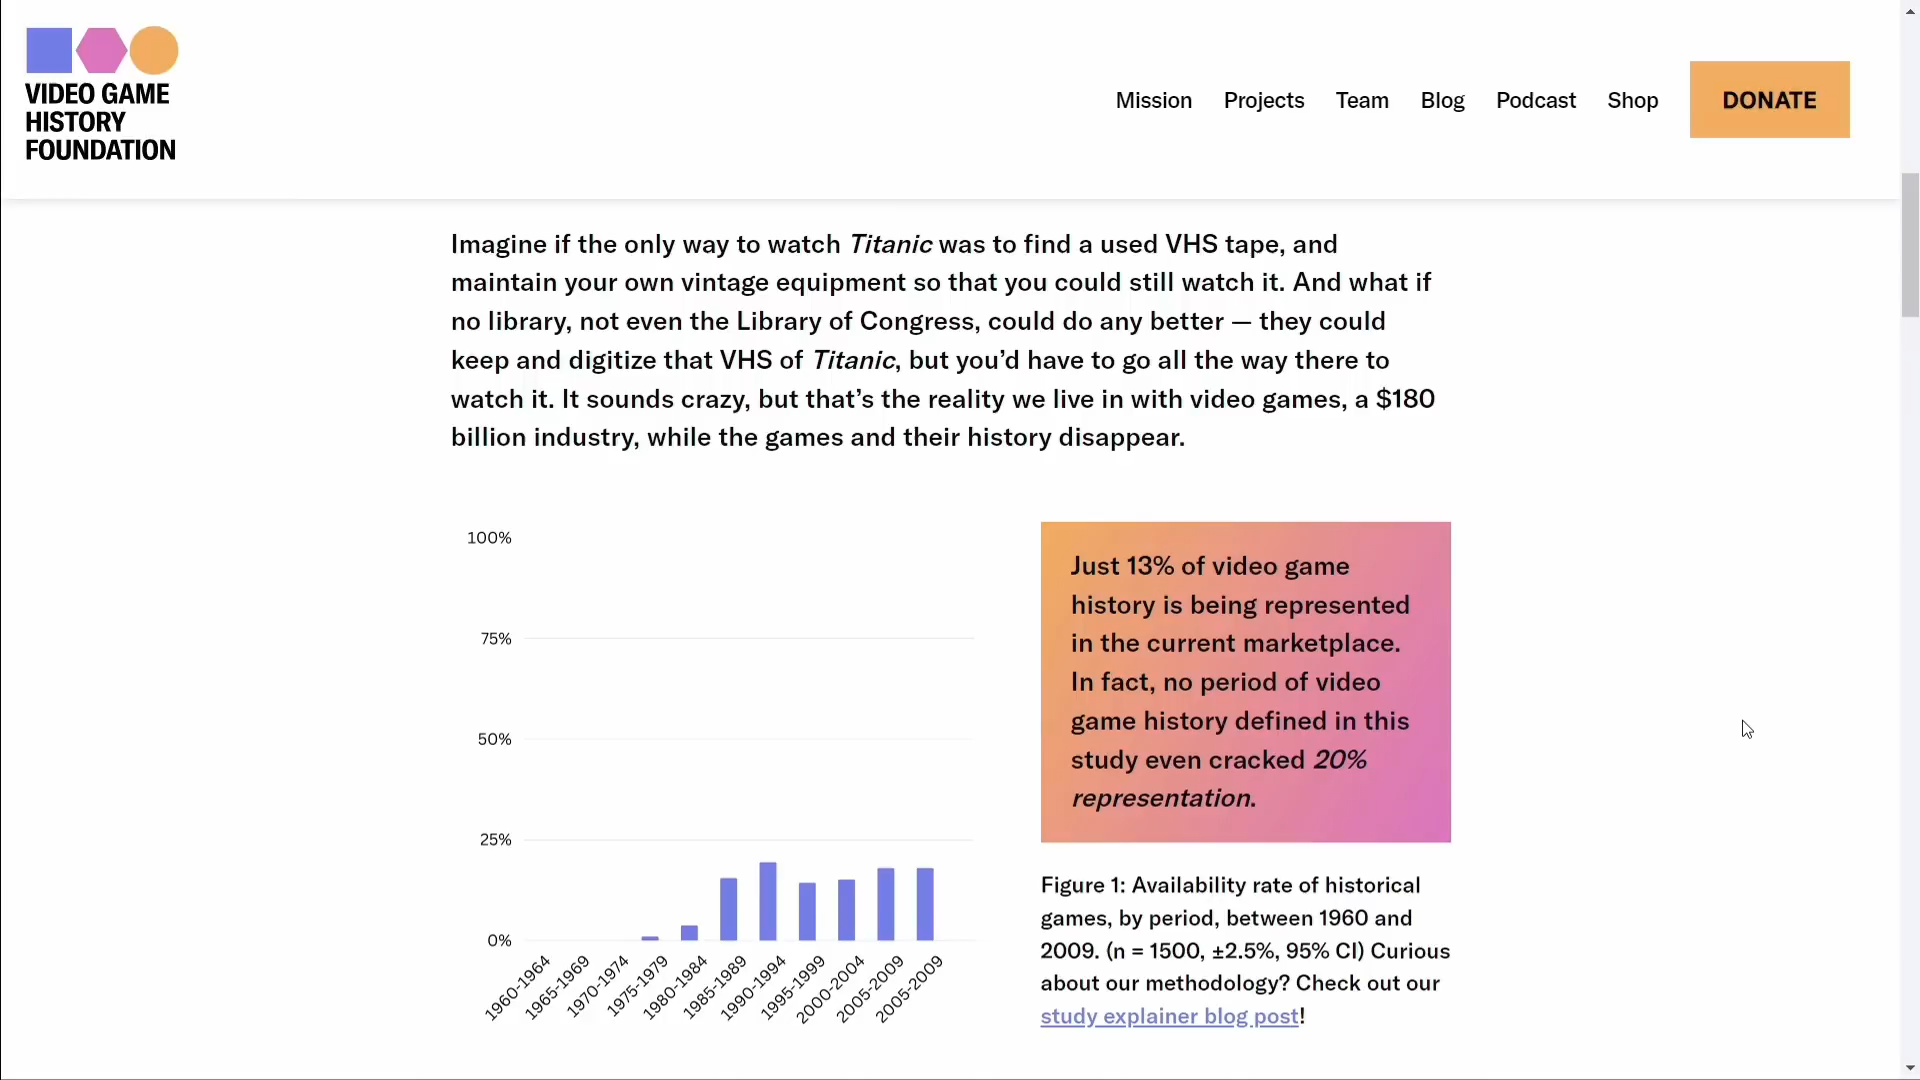 VIDEO GAME
HISTORY
FOUNDATION
Mission Projects Team Blog Podcast Shop DONATE
Imagine if the only way to watch Titanic was to find a used VHS tape, and
maintain your own vintage equipment so that you could still watch it. And what if
no library, not even the Library of Congress, could do any better — they could
keep and digitize that VHS of Titanic, but you’d have to go all the way there to
watch it. It sounds crazy, but that’s the reality we live in with video games, a $180
billion industry, while the games and their history disappear.
100%
75%
50%
25%
0%
1960-1964
1965-1969
1970-1974
1975-1979
1980-1984
1985-1989
1990-1994
1995-1999
2000-2004
2005-2009
2005-2009
Just 13% of video game
history is being represented
in the current marketplace.
In fact, no period of video
game history defined in this
study even cracked 20%
representation.
Figure 1: Availability rate of historical
games, by period, between 1960 and
2009. (n = 1500, ±2.5%, 95% CI) Curious
about our methodology? Check out our
study explainer blog post!